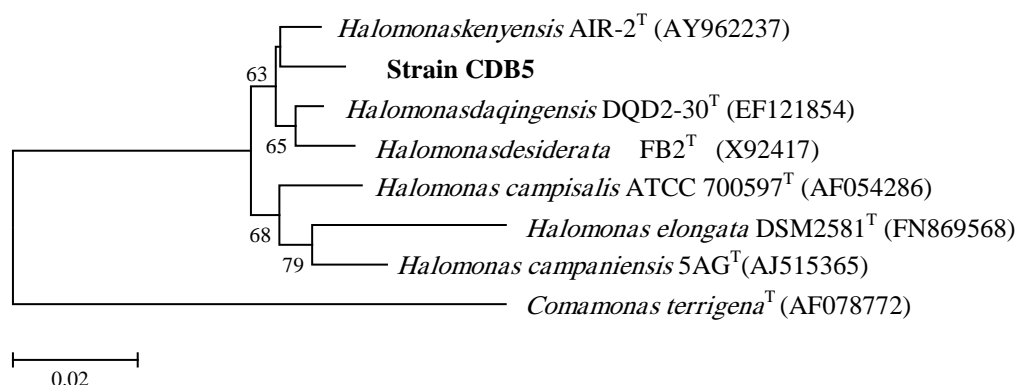 Halomonaskenyensis AIR-2ᵀ (AY962237)
63
Strain CDB5
Halomonasdaqingensis DQD2-30ᵀ (EF121854)
65
Halomonasdesiderata FB2ᵀ (X92417)
Halomonas campisalis ATCC 700597ᵀ (AF054286)
68
Halomonas elongata DSM2581ᵀ (FN869568)
79
Halomonas campaniensis 5AGᵀ(AJ515365)
Comamonas terrigenaᵀ (AF078772)
0.02